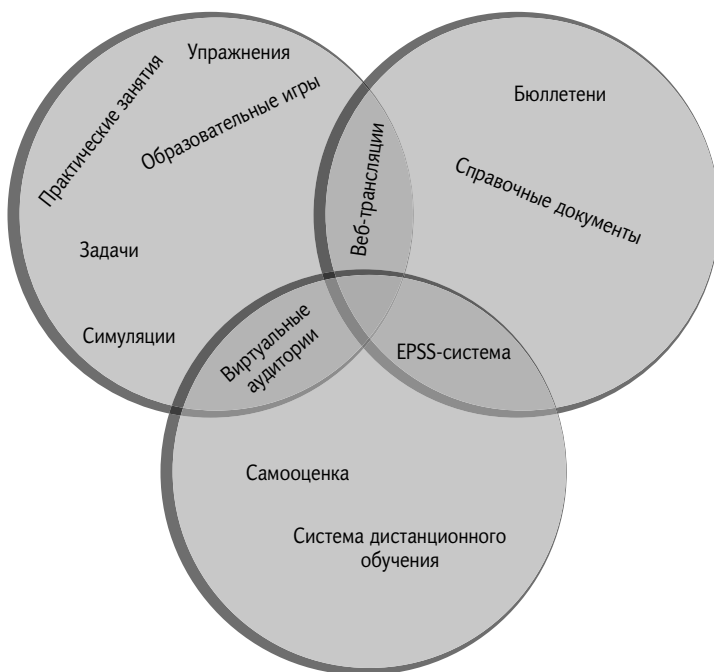 Упражнения
Практические занятия
Образовательные игры
Задачи
Симуляции
Веб-трансляции
Бюллетени
Справочные документы
Виртуальные
аудитории
EPSS-система
Самооценка
Система дистанционного
обучения